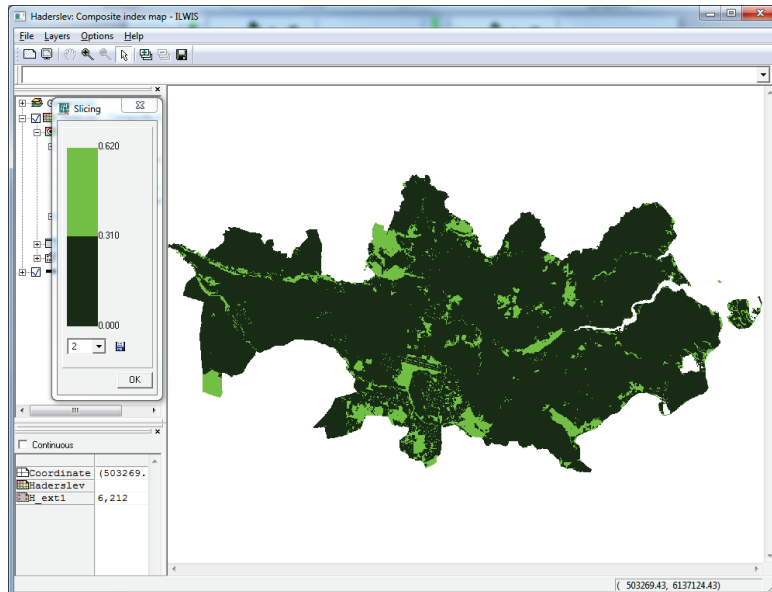 Haderslev: Composite index map - ILWIS
File Layers Options Help
Slicing
0.620
0.310
0.000
2
OK
Continuous
Coordinate (503269.
Haderslev
H_ext1 6,212
( 503269.43, 6137124.43)